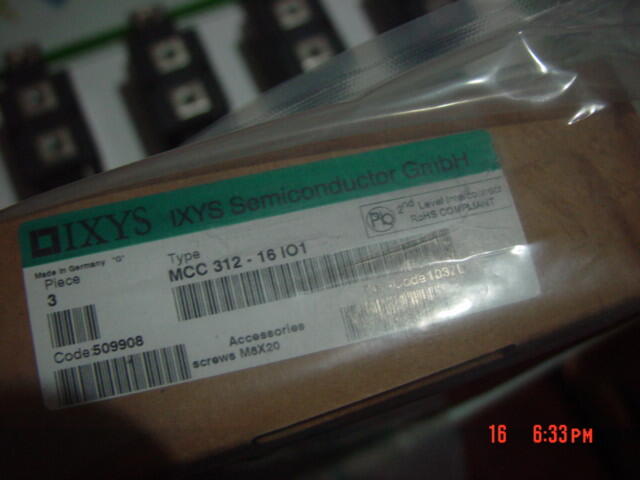 IXYS IXYS Semiconductor GmbH
Made in Germany "G"
Type
MCC 312 - 16 IO1
2nd Level Interconnect
RoHS COMPLIANT
Piece
3
Code:509908
Accessories
screws M8X20
16 6:33PM